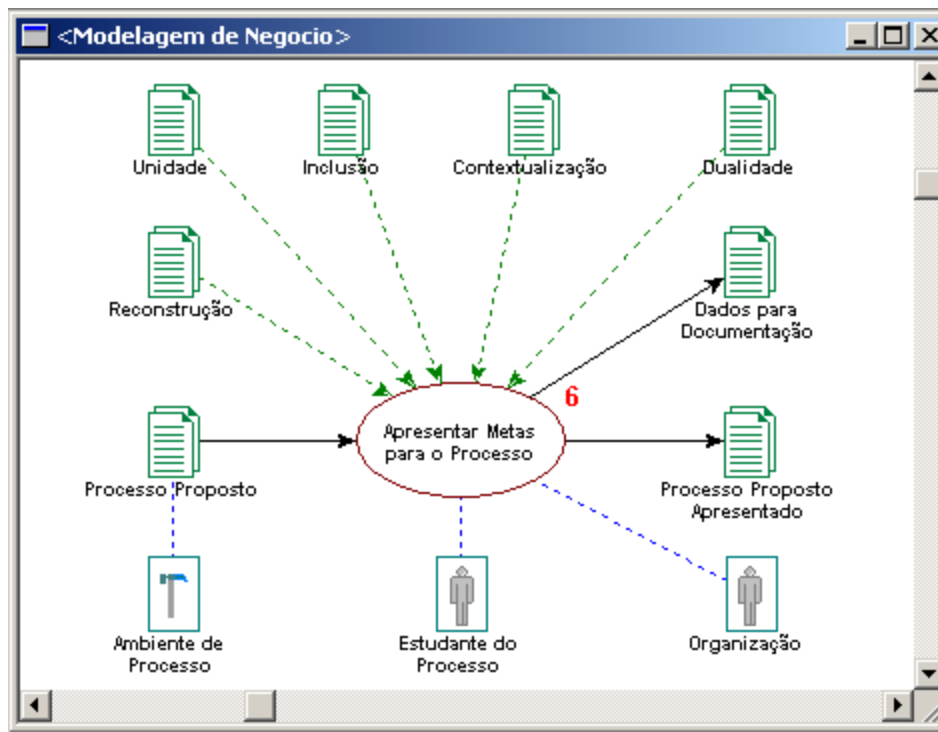 <Modelagem de Negocio>
Unidade
Inclusão
Contextualização
Dualidade
Reconstrução
Dados para
Documentação
6
Apresentar Metas
para o Processo
Processo Proposto
Processo Proposto
Apresentado
Ambiente de
Processo
Estudante do
Processo
Organização